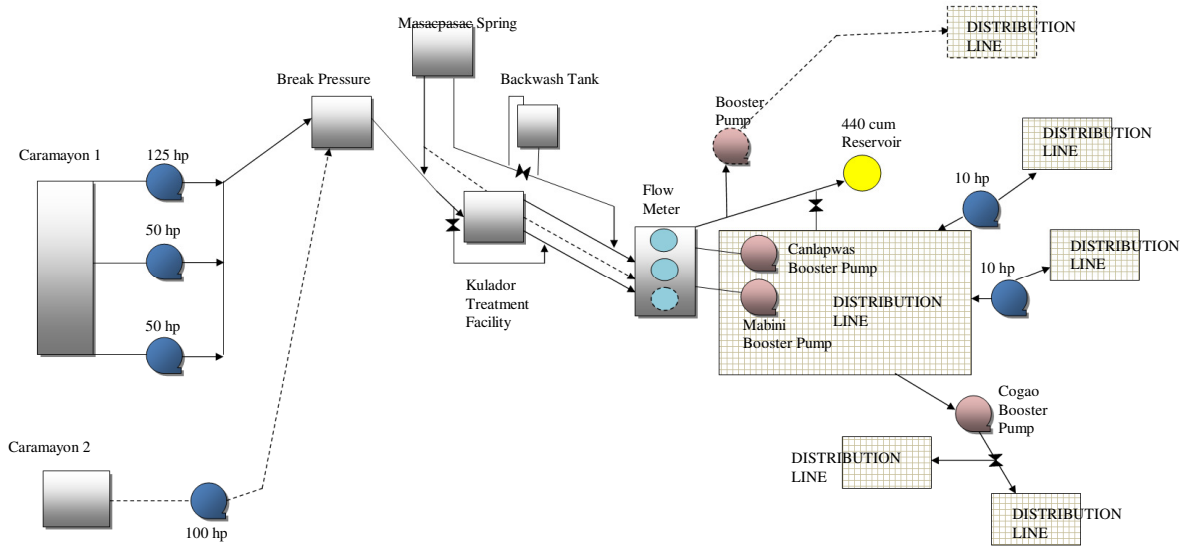 Masacpasac Spring
DISTRIBUTION
LINE
Break Pressure
Backwash Tank
Booster
Pump
440 cum
Reservoir
DISTRIBUTION
LINE
Caramayon 1
125 hp
10 hp
Flow
Meter
50 hp
Canlapwas
Booster Pump
DISTRIBUTION
LINE
10 hp
Kulador
Treatment
Facility
DISTRIBUTION
LINE
Mabini
Booster Pump
50 hp
Cogao
Booster
Pump
Caramayon 2
DISTRIBUTION
LINE
100 hp
DISTRIBUTION
LINE